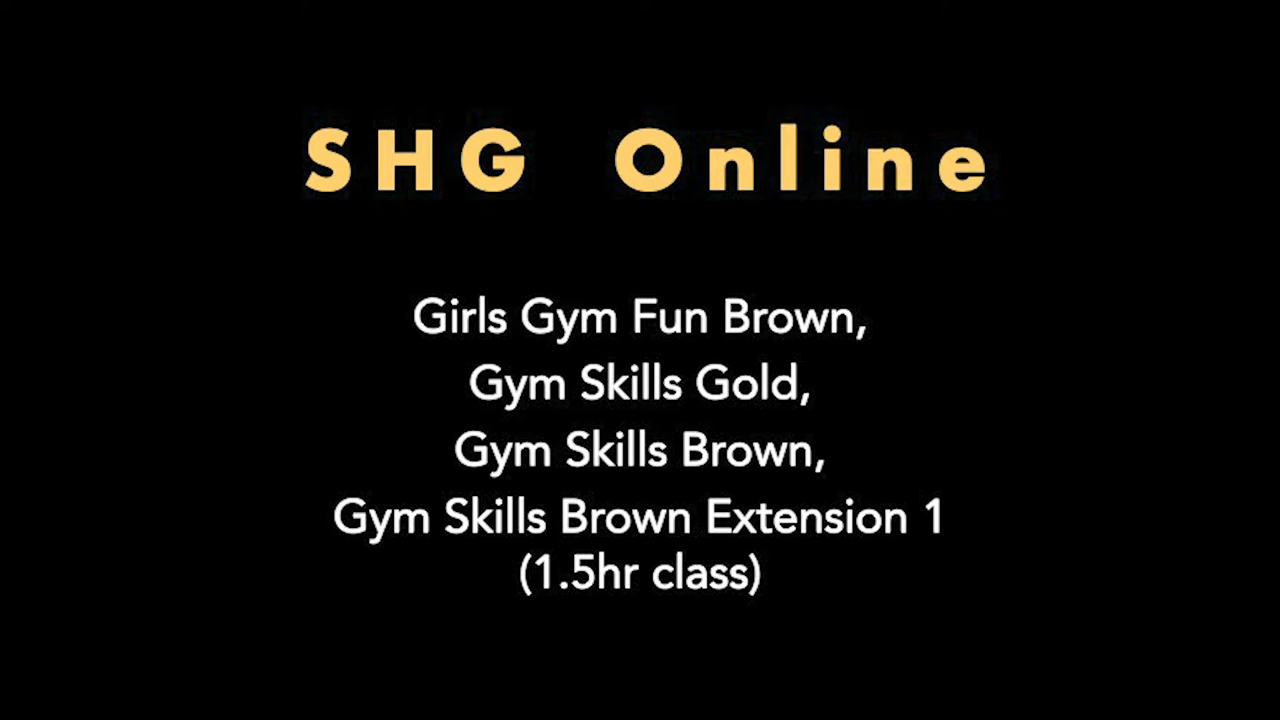 SHG Online
Girls Gym Fun Brown,
Gym Skills Gold,
Gym Skills Brown,
Gym Skills Brown Extension 1
(1.5hr class)